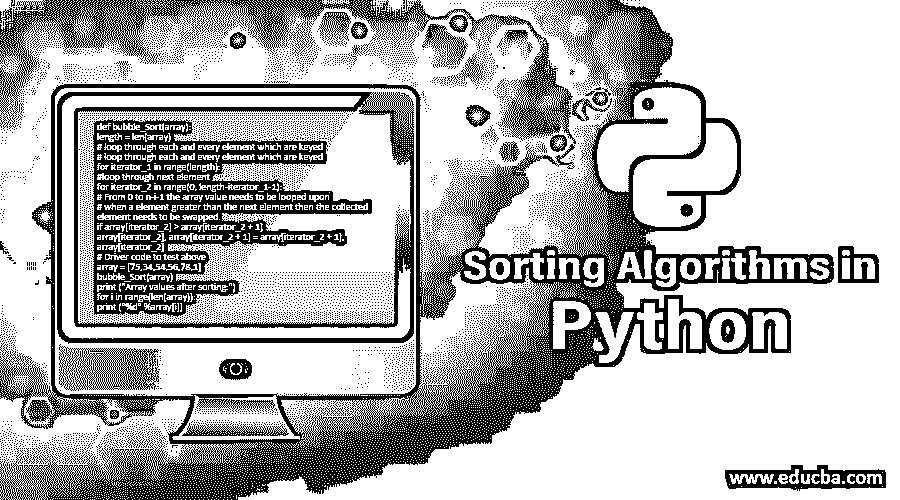 def bubble_Sort(array):
length = len(array)
# loop through each and every element which are keyed
# loop through each and every element which are keyed
for iterator_1 in range(length):
#loop through next element
for iterator_2 in range(0, length-iterator_1-1):
# From 0 to n-i-1 the array value needs to be looped upon
# when a element greater than the next element then the collected
element needs to be swapped.
if array[iterator_2] > array[iterator_2 + 1] :
array[iterator_2], array[iterator_2 + 1] = array[iterator_2 + 1],
array[iterator_2]
# Driver code to test above
array = [75,34,54,56,78,1]
bubble_Sort(array)
print ("Array values after sorting:")
for i in range(len(array)):
print ("%d" %array[i])
Sorting Algorithms in
Python
www.educba.com